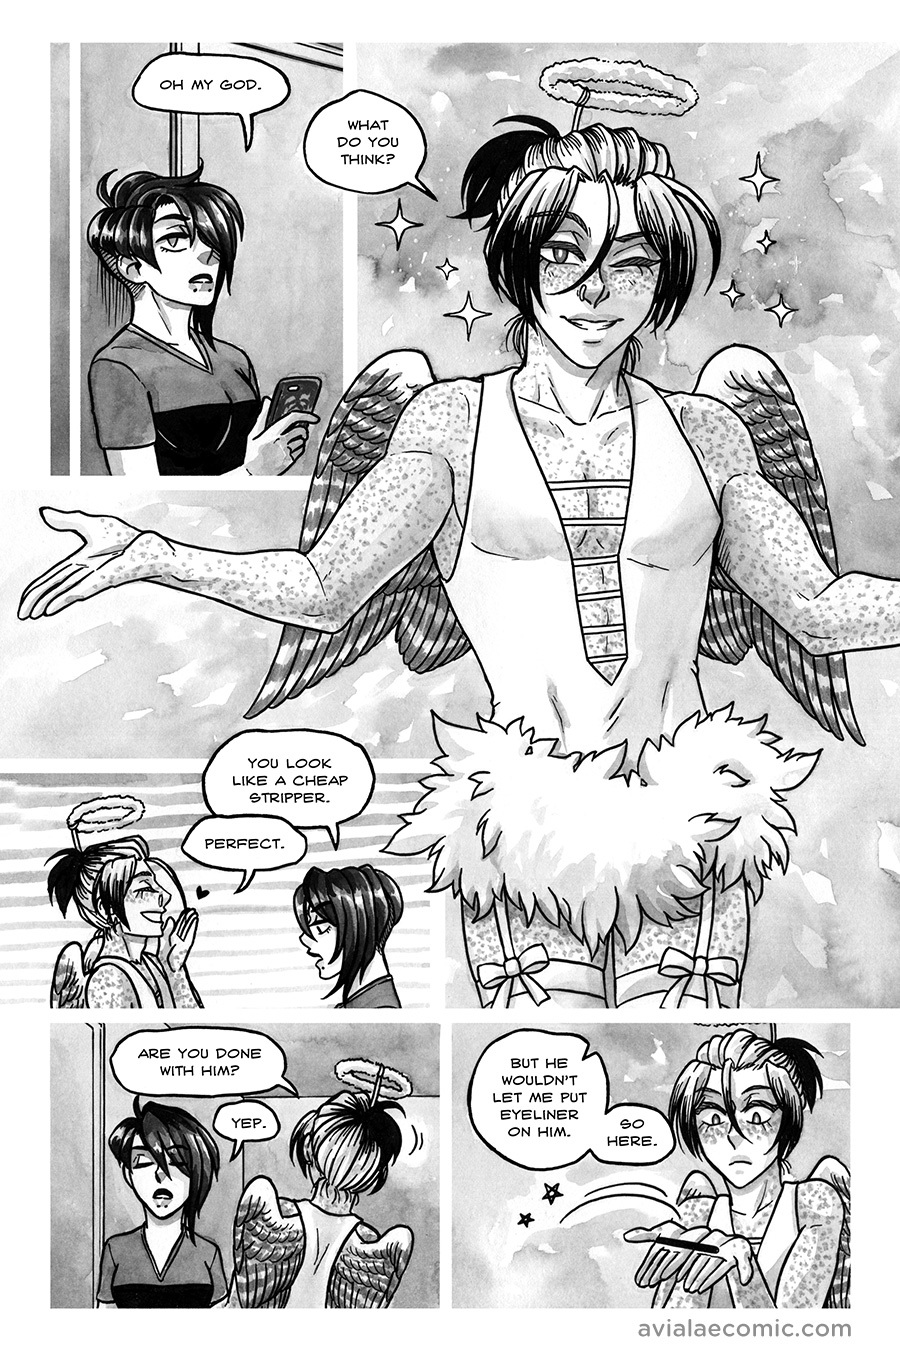 OH MY GOD.
WHAT
DO YOU
THINK?
YOU LOOK
LIKE A CHEAP
STRIPPER.
PERFECT.
ARE YOU DONE
WITH HIM?
YEP.
BUT HE
WOULDN'T
LET ME PUT
EYELINER
ON HIM.
SO
HERE.
avialaecomic.com